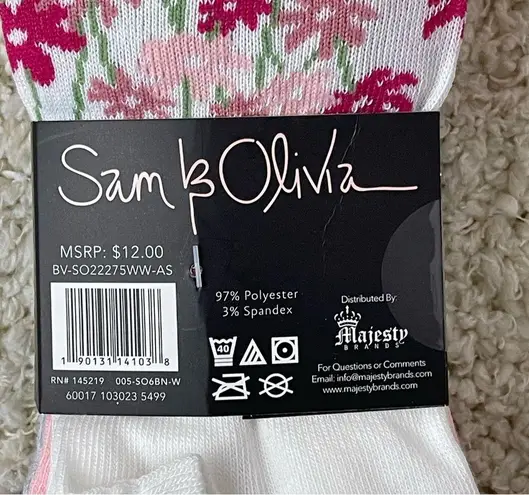 Sam & Olivia
MSRP: $12.00
BV-SO22275WW-AS
1 90131 14103 8
RN# 145219 005-SO6BN-W
60017 103023 5499
97% Polyester
3% Spandex
40
Distributed By:
Majesty
BRANDS
For Questions or Comments
Email: info@majestybrands.com
www.majestybrands.com